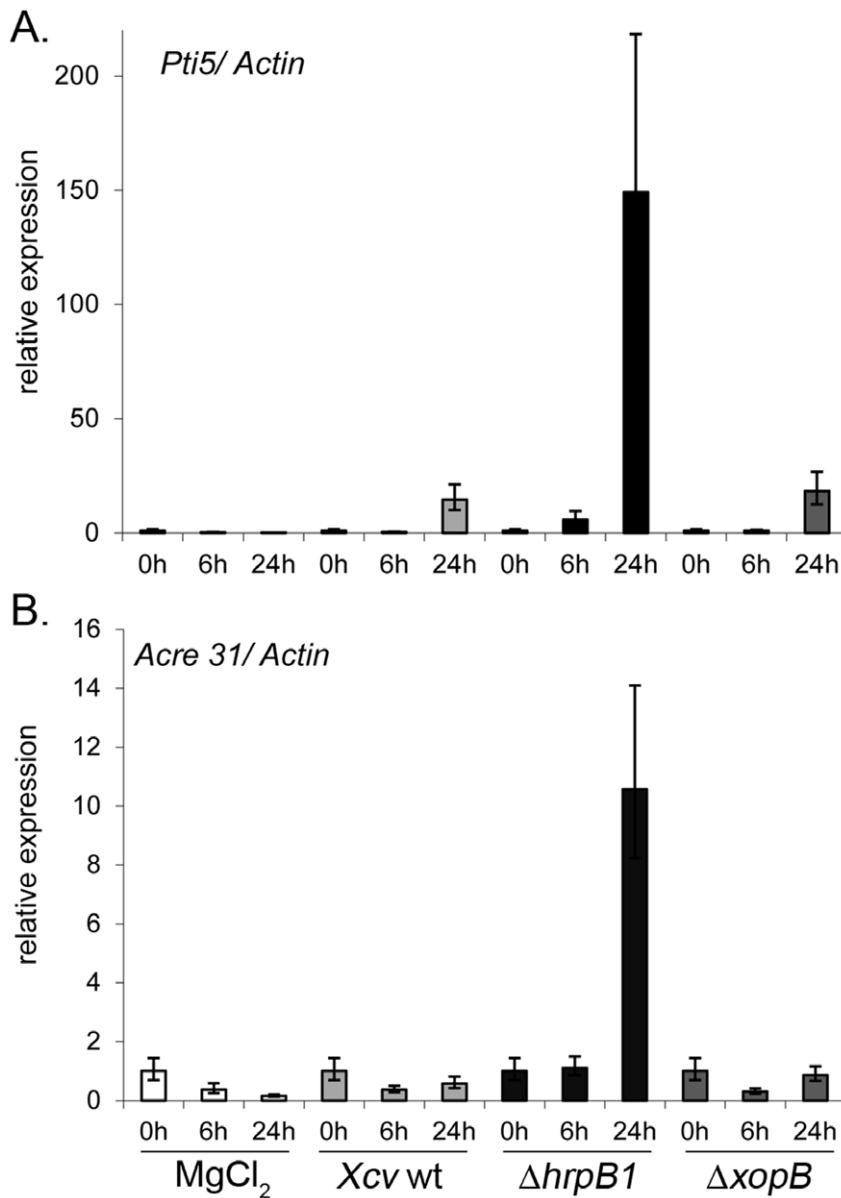 A.
Pti5/ Actin
relative expression
200
150
100
50
0
0h 6h 24h 0h 6h 24h 0h 6h 24h 0h 6h 24h
B.
Acre 31/ Actin
relative expression
16
14
12
10
8
6
4
2
0
0h 6h 24h 0h 6h 24h 0h 6h 24h 0h 6h 24h
MgCl₂ Xcv wt ΔhrpB1 ΔxopB